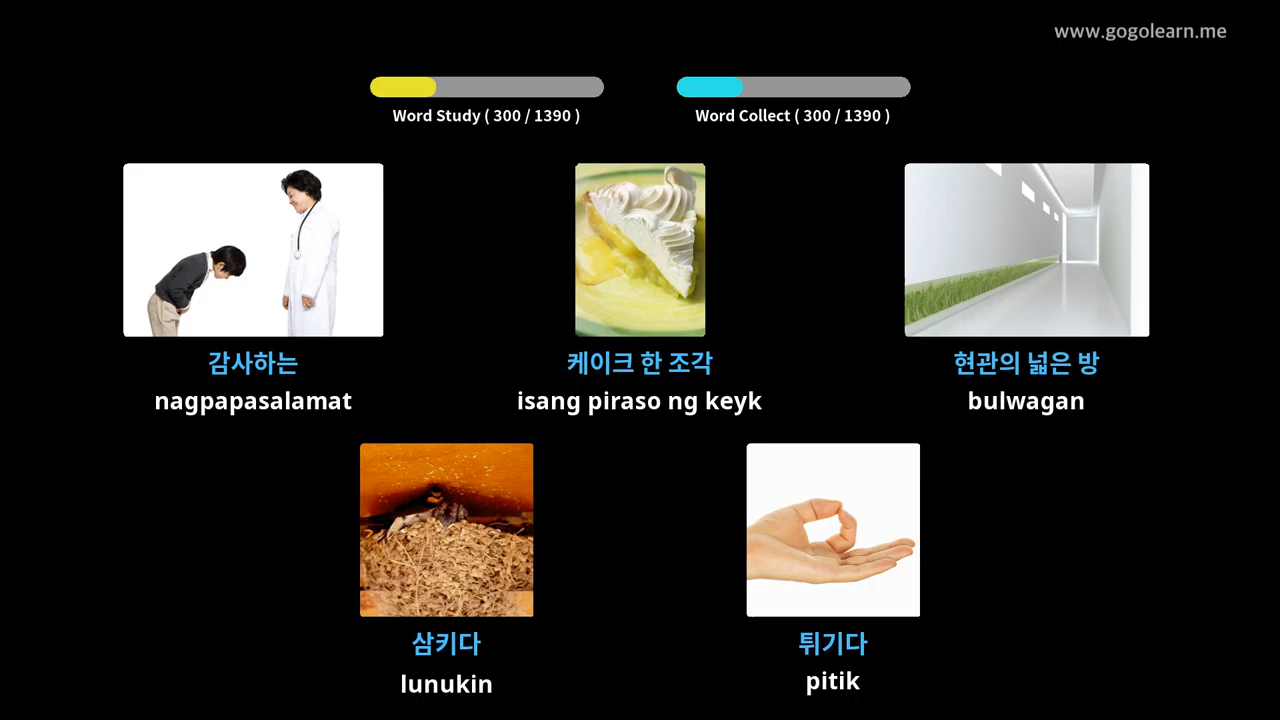 www.gogolearn.me
Word Study ( 300 / 1390 )
Word Collect ( 300 / 1390 )
감사하는
nagpapasalamat
케이크 한 조각
isang piraso ng keyk
현관의 넓은 방
bulwagan
삼키다
lunukin
튀기다
pitik